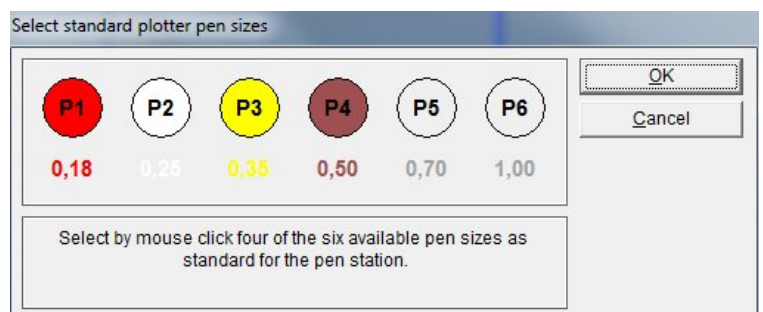 Select standard plotter pen sizes
P1 P2 P3 P4 P5 P6
0,18 0,25 0,35 0,50 0,70 1,00
OK
Cancel
Select by mouse click four of the six available pen sizes as
standard for the pen station.